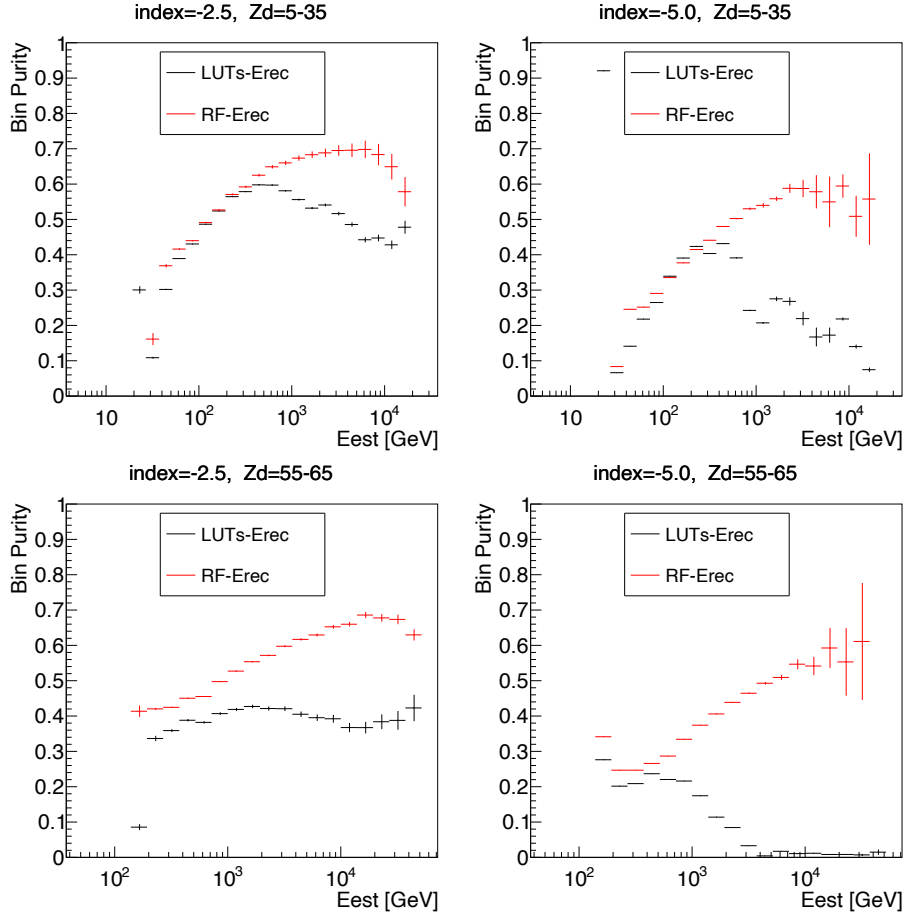 index=-2.5, Zd=5-35
Bin Purity
1
0.9
0.8
0.7
0.6
0.5
0.4
0.3
0.2
0.1
0
LUTs-Erec
RF-Erec
10
10²
10³
10⁴
Eest [GeV]
index=-5.0, Zd=5-35
Bin Purity
1
0.9
0.8
0.7
0.6
0.5
0.4
0.3
0.2
0.1
0
LUTs-Erec
RF-Erec
10
10²
10³
10⁴
Eest [GeV]
index=-2.5, Zd=55-65
Bin Purity
1
0.9
0.8
0.7
0.6
0.5
0.4
0.3
0.2
0.1
0
LUTs-Erec
RF-Erec
10²
10³
10⁴
Eest [GeV]
index=-5.0, Zd=55-65
Bin Purity
1
0.9
0.8
0.7
0.6
0.5
0.4
0.3
0.2
0.1
0
LUTs-Erec
RF-Erec
10²
10³
10⁴
Eest [GeV]